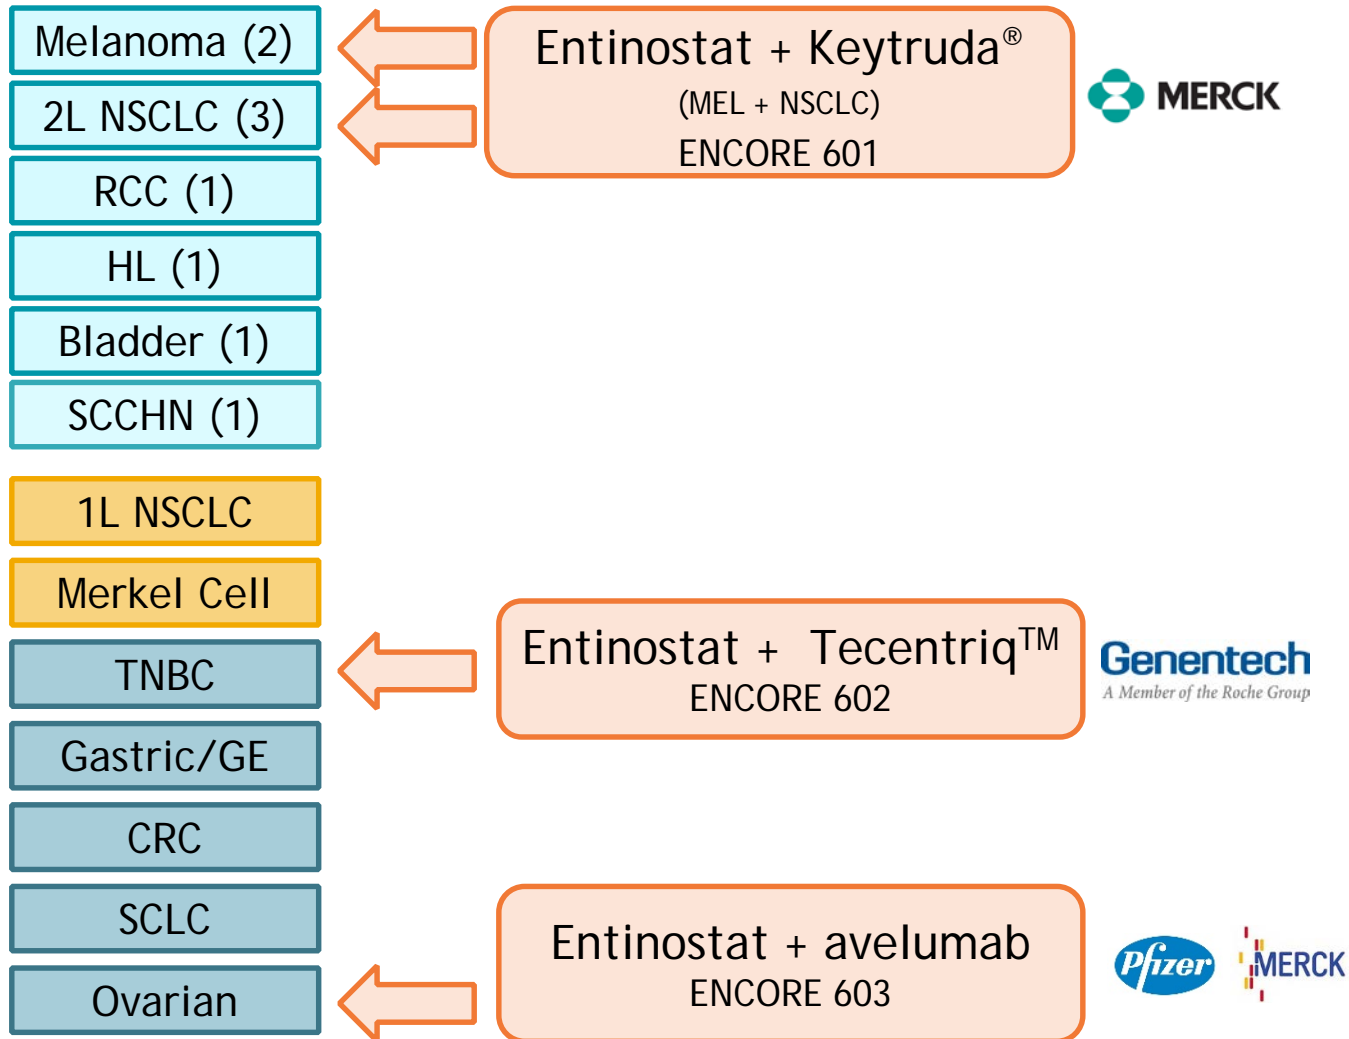 Melanoma (2)
2L NSCLC (3)
RCC (1)
HL (1)
Bladder (1)
SCCHN (1)
1L NSCLC
Merkel Cell
TNBC
Gastric/GE
CRC
SCLC
Ovarian
Entinostat + Keytruda®
(MEL + NSCLC)
ENCORE 601
MERCK
Entinostat + Tecentriq™
ENCORE 602
Genentech
A Member of the Roche Group
Entinostat + avelumab
ENCORE 603
Pfizer
MERCK